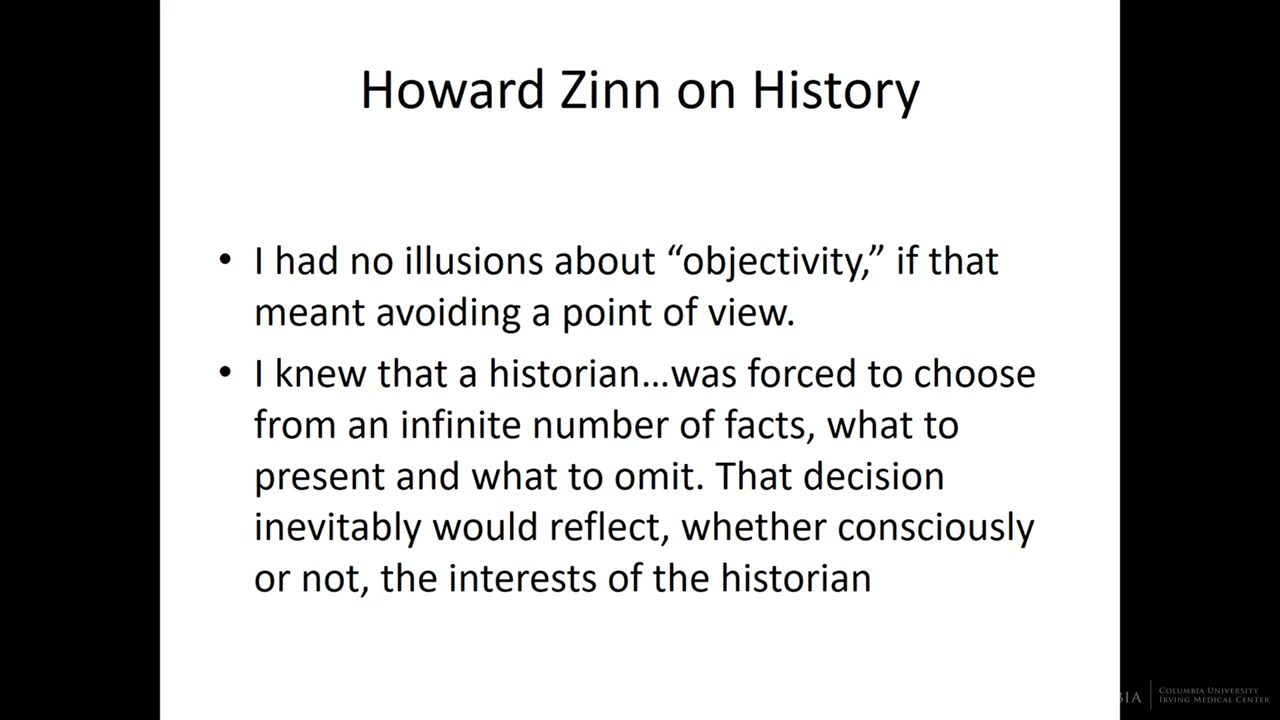 Howard Zinn on History
• I had no illusions about “objectivity,” if that
meant avoiding a point of view.
• I knew that a historian…was forced to choose
from an infinite number of facts, what to
present and what to omit. That decision
inevitably would reflect, whether consciously
or not, the interests of the historian
COLUMBIA UNIVERSITY
IRVING MEDICAL CENTER